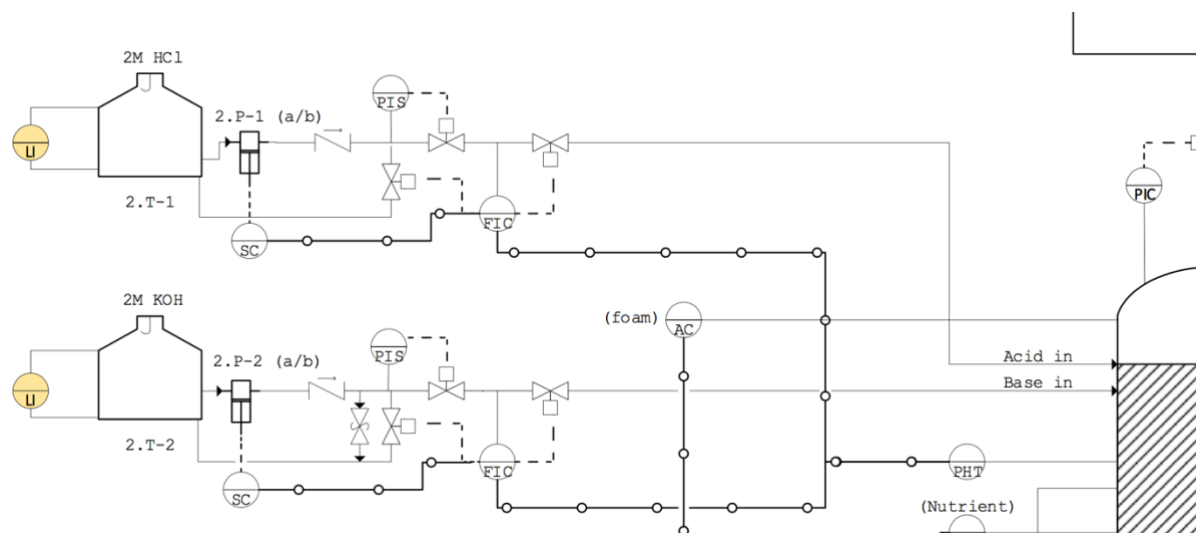 2M HCl
2.P-1 (a/b)
PIS
LI
PIC
2.T-1
FIC
SC
2M KOH
(foam)
AC
2.P-2 (a/b)
PIS
Acid in
Base in
LI
2.T-2
FIC
PHT
SC
(Nutrient)